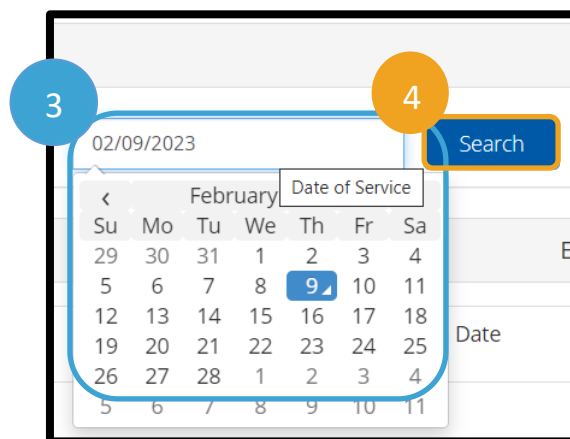 3
4
02/09/2023
Search
Date of Service
‹ February
Su Mo Tu We Th Fr Sa
29 30 31 1 2 3 4
5 6 7 8 9 10 11
12 13 14 15 16 17 18
19 20 21 22 23 24 25
26 27 28 1 2 3 4
5 6 7 8 9 10 11
Date